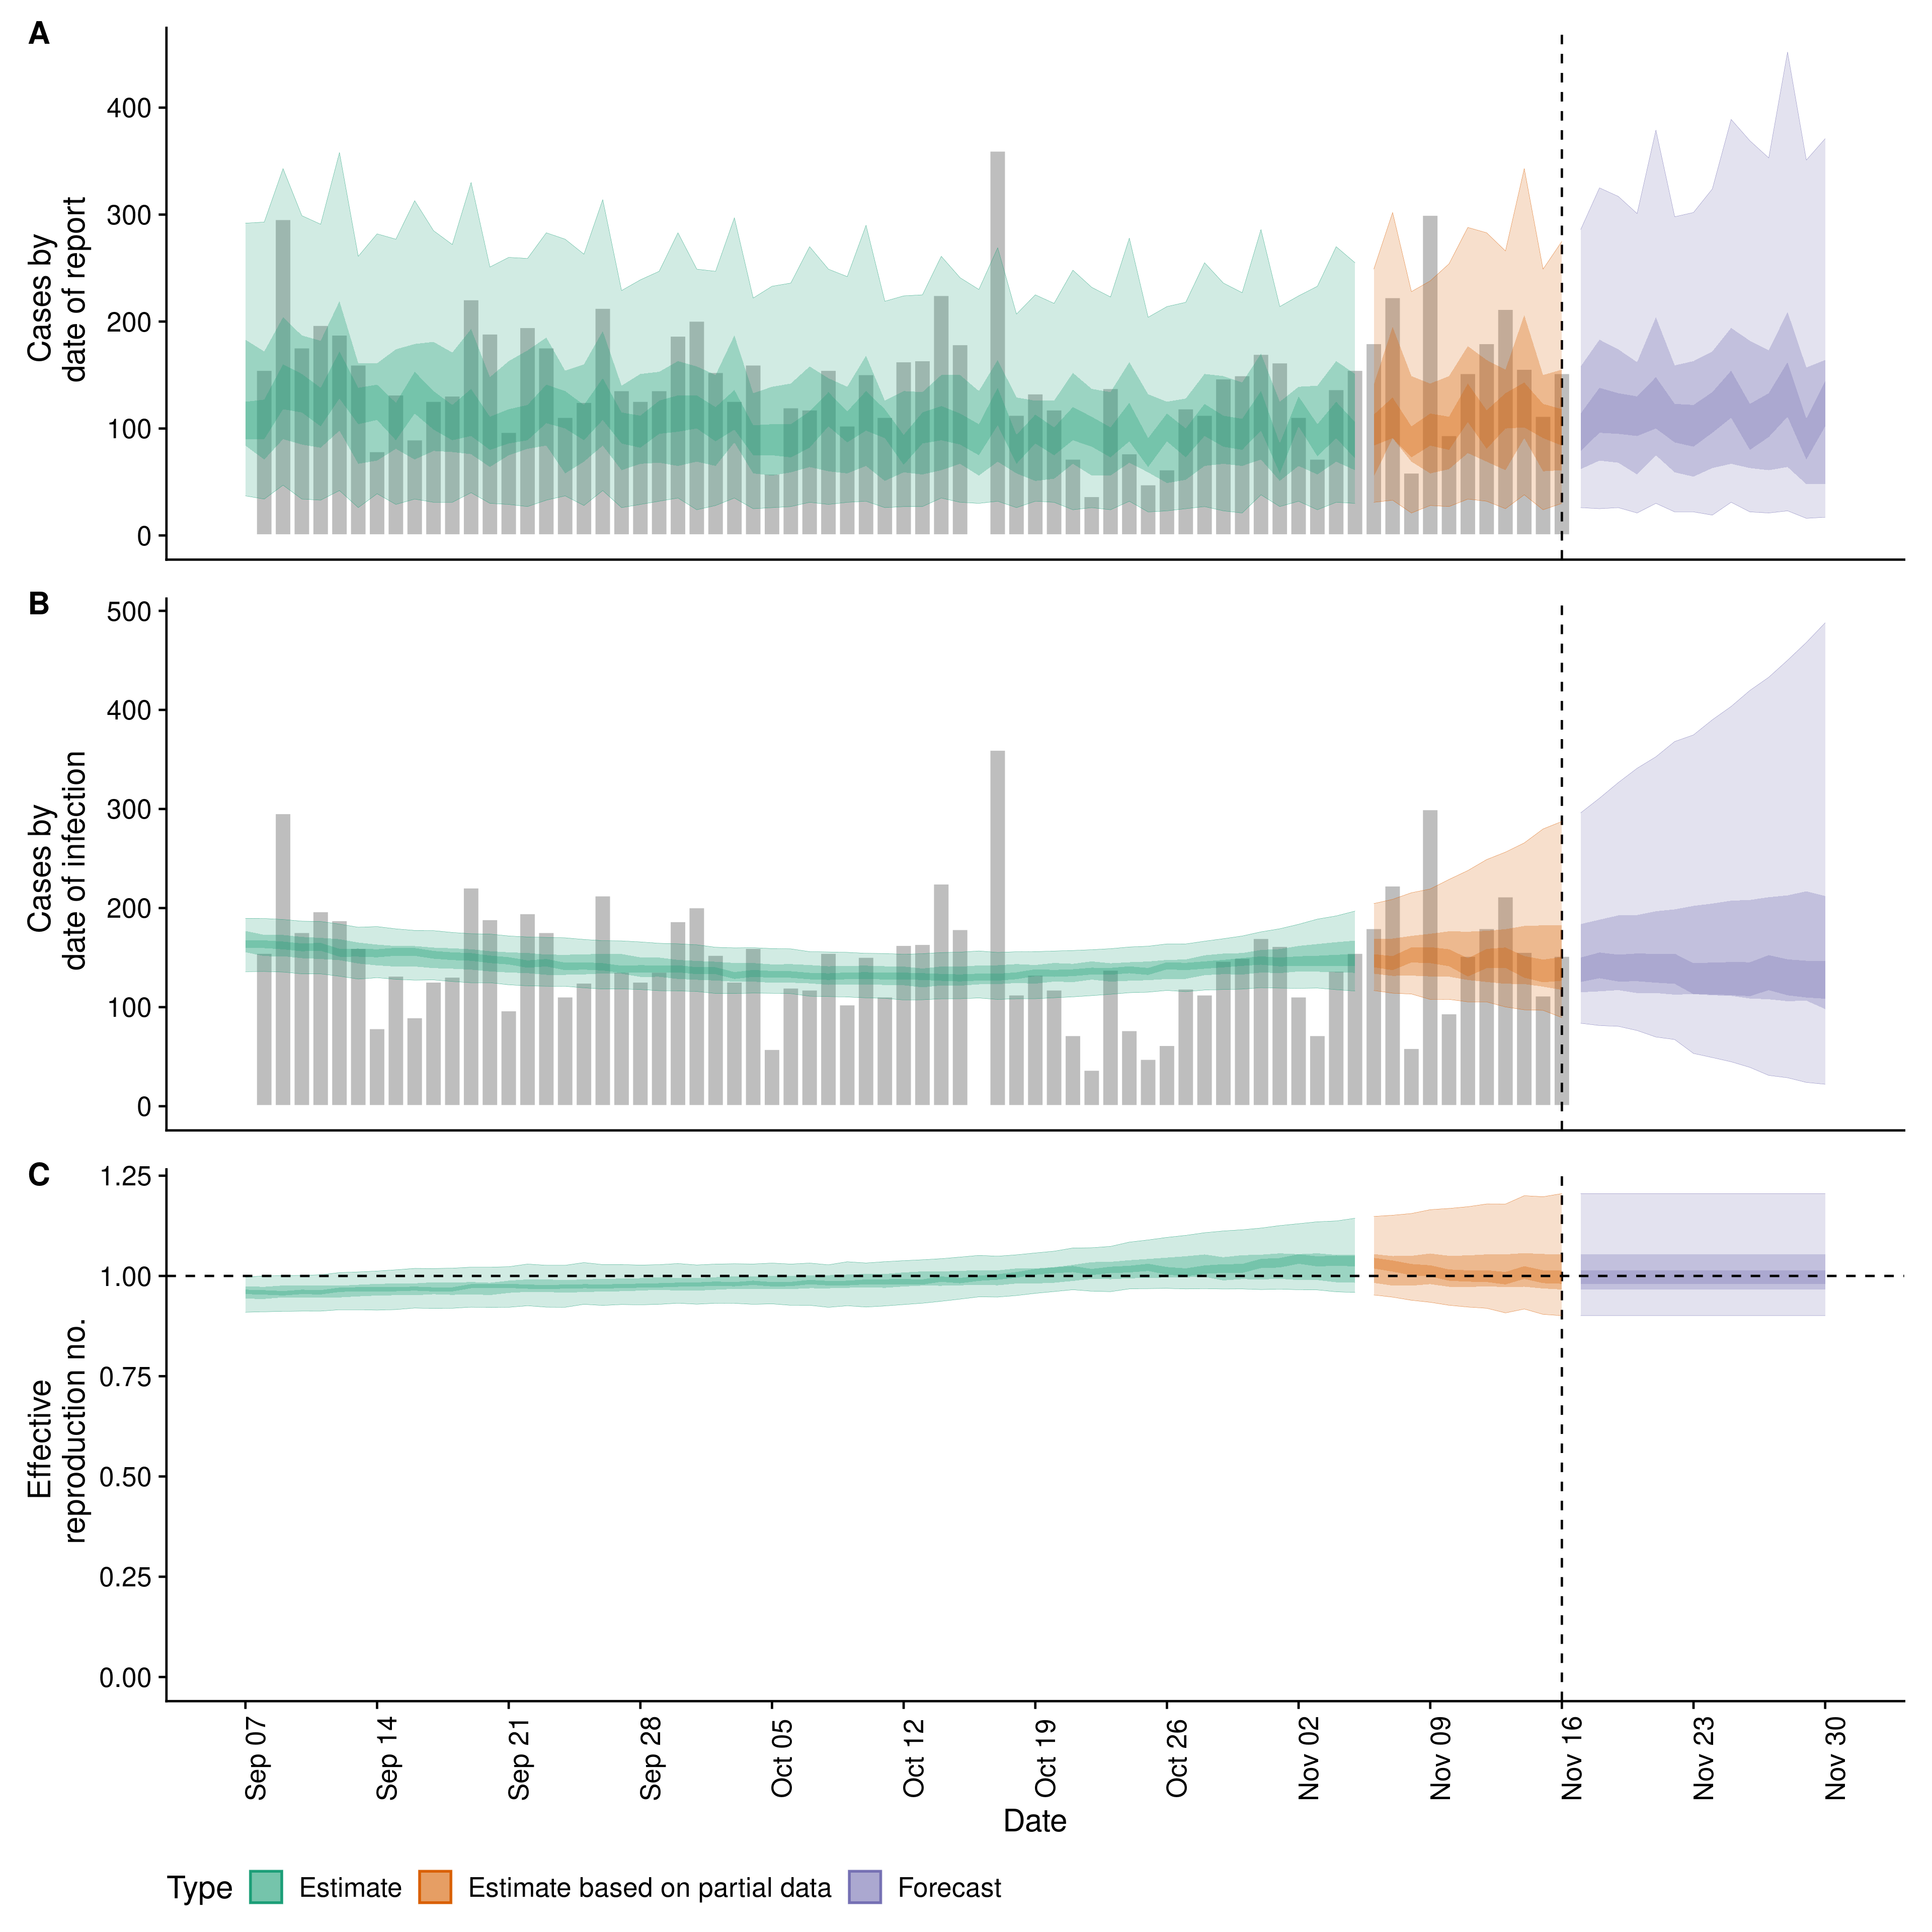 A
Cases by
date of report
400
300
200
100
0
B
Cases by
date of infection
500
400
300
200
100
0
C
Effective
reproduction no.
1.25
1.00
0.75
0.50
0.25
0.00
Sep 07
Sep 14
Sep 21
Sep 28
Oct 05
Oct 12
Oct 19
Oct 26
Nov 02
Nov 09
Nov 16
Nov 23
Nov 30
Date
Type Estimate Estimate based on partial data Forecast